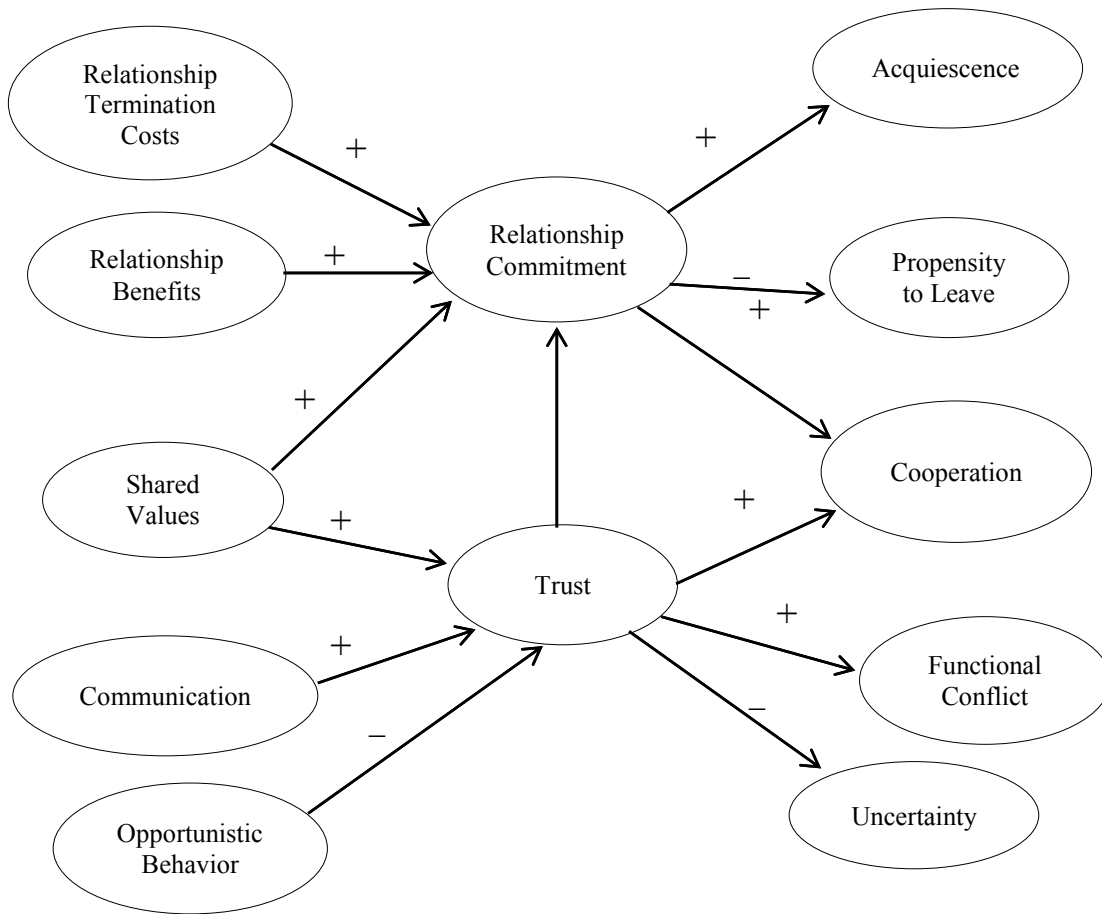 Relationship
Termination
Costs
Acquiescence
+
+
Relationship
Commitment
Relationship
Benefits
+
–
+
Propensity
to Leave
+
Shared
Values
Cooperation
+
+
Trust
+
+
Communication
Functional
Conflict
–
–
Opportunistic
Behavior
Uncertainty